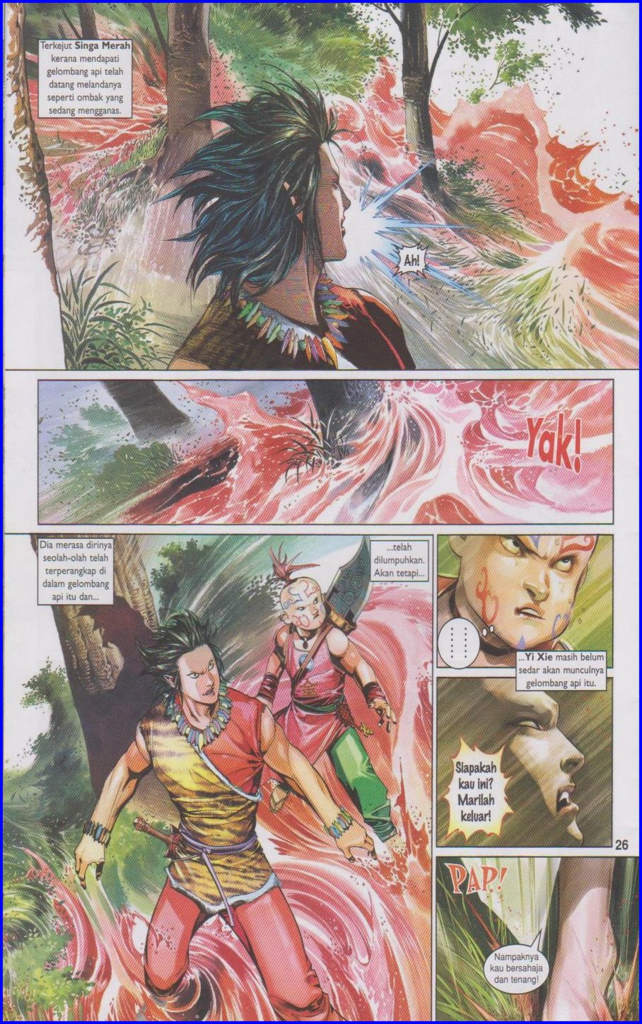 Terkejut Singa Merah
kerana mendapati
gelombang api telah
datang melandanya
seperti ombak yang
sedang mengganas.
Ah!
Yak!
Dia merasa dirinya
seolah-olah telah
terperangkap di
dalam gelombang
api itu dan...
...telah
dilumpuhkan.
Akan tetapi...
...Yi Xie masih belum
sedar akan munculnya
gelombang api itu.
Siapakah
kau ini?
Marilah
keluar!
26
PAP!
Nampaknya
kau bersahaja
dan tenang!